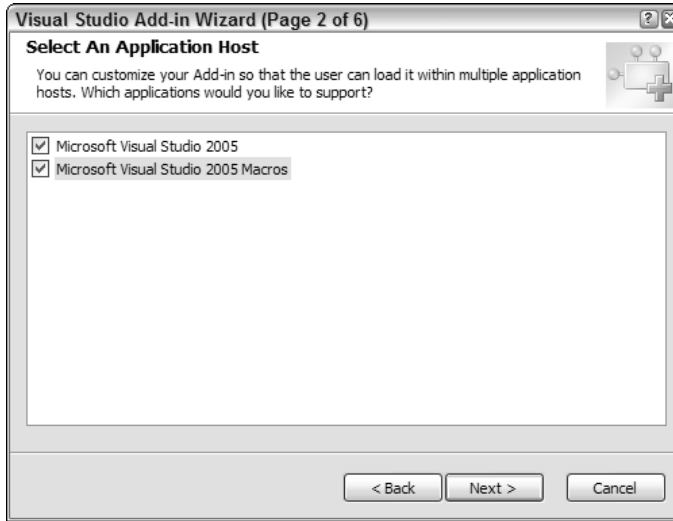 Visual Studio Add-in Wizard (Page 2 of 6)
Select An Application Host
You can customize your Add-in so that the user can load it within multiple application
hosts. Which applications would you like to support?
Microsoft Visual Studio 2005
Microsoft Visual Studio 2005 Macros
< Back
Next >
Cancel